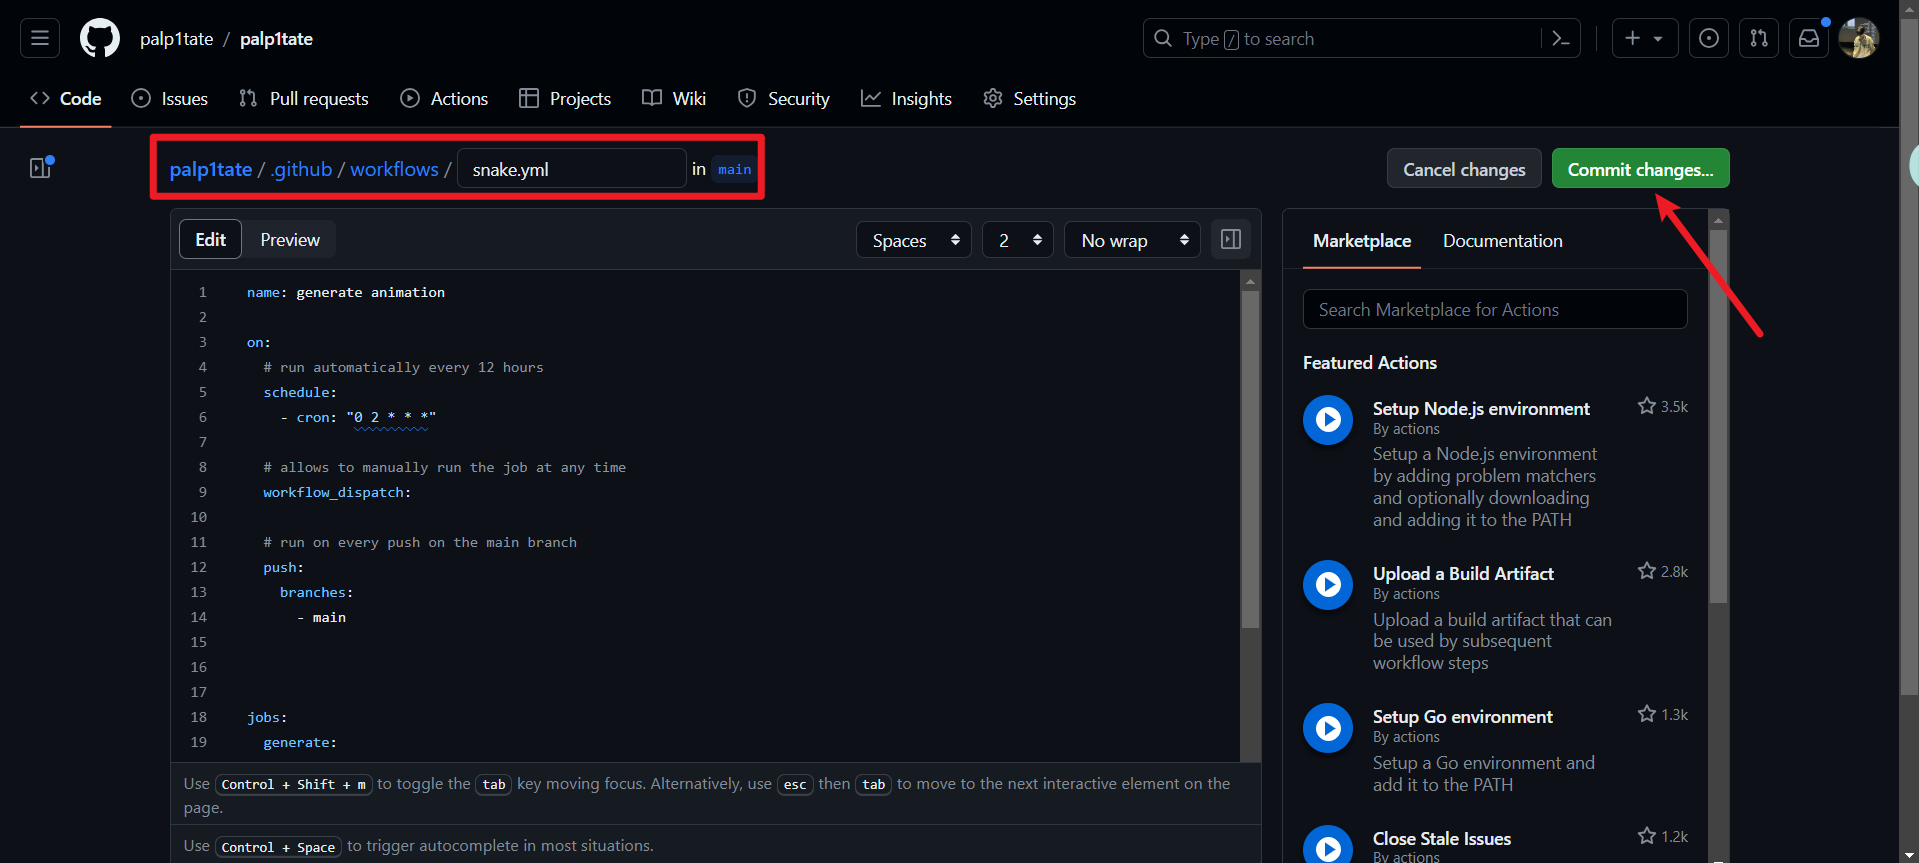 palp1tate / palp1tate
Type / to search
Code Issues Pull requests Actions Projects Wiki Security Insights Settings
palp1tate / .github / workflows / snake.yml in main
Cancel changes Commit changes...
Edit Preview
Spaces 2 No wrap
1 name: generate animation
2
3 on:
4 # run automatically every 12 hours
5 schedule:
6 - cron: "0 2 * * *"
7
8 # allows to manually run the job at any time
9 workflow_dispatch:
10
11 # run on every push on the main branch
12 push:
13 branches:
14 - main
15
16
17
18 jobs:
19 generate:
Use Control + Shift + m to toggle the tab key moving focus. Alternatively, use esc then tab to move to the next interactive element on the
page.
Use Control + Space to trigger autocomplete in most situations.
Marketplace Documentation
Search Marketplace for Actions
Featured Actions
Setup Node.js environment 3.5k
By actions
Setup a Node.js environment
by adding problem matchers
and optionally downloading
and adding it to the PATH
Upload a Build Artifact 2.8k
By actions
Upload a build artifact that can
be used by subsequent
workflow steps
Setup Go environment 1.3k
By actions
Setup a Go environment and
add it to the PATH
Close Stale Issues 1.2k
By actions